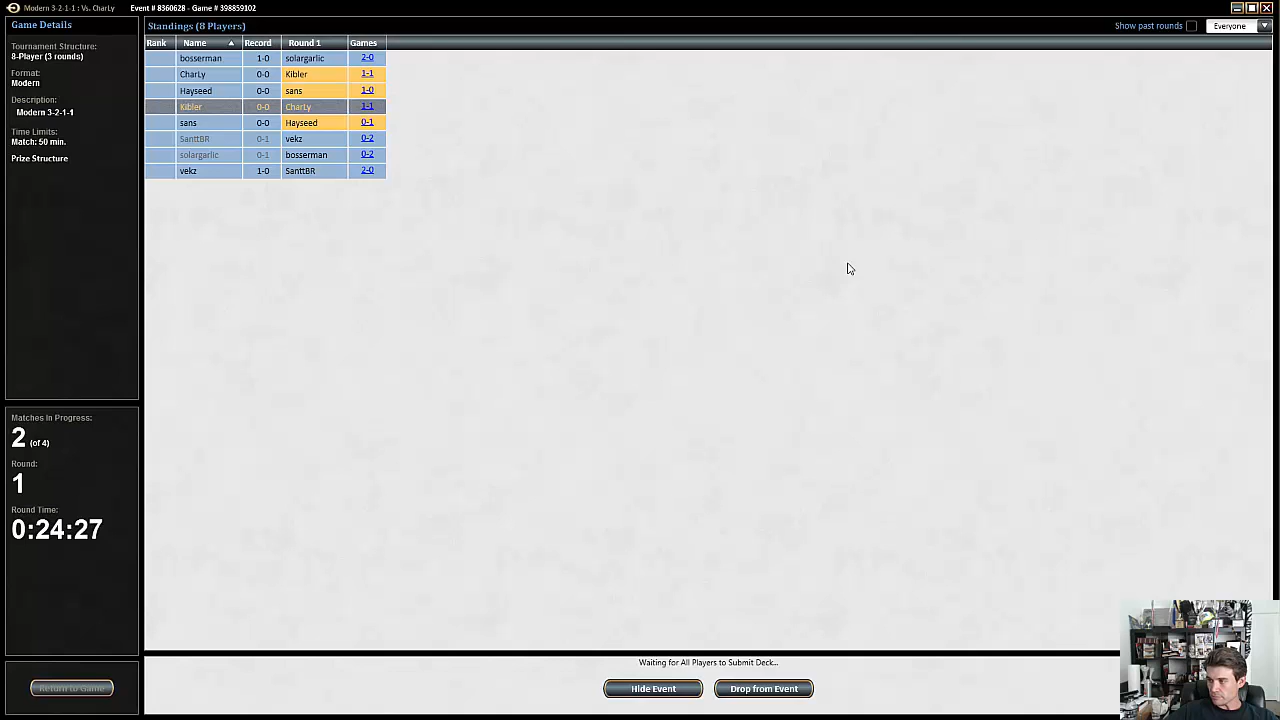 Modern 3-2-1-1 : Vs. CharLy Event # 8360628 - Game # 398859102
Game Details
Tournament Structure:
8-Player (3 rounds)
Format:
Modern
Description:
Modern 3-2-1-1
Time Limits:
Match: 50 min.
Prize Structure
Standings (8 Players) Show past rounds Everyone
Rank Name Record Round 1 Games
bosserman 1-0 solargarlic 2-0
CharLy 0-0 Kibler 1-1
Hayseed 0-0 sans 1-0
Kibler 0-0 CharLy 1-1
sans 0-0 Hayseed 0-1
SanttBR 0-1 vekz 0-2
solargarlic 0-1 bosserman 0-2
vekz 1-0 SanttBR 2-0
Matches In Progress:
2 (of 4)
Round:
1
Round Time:
0:24:27
Return to Game
Waiting for All Players to Submit Deck...
Hide Event Drop from Event